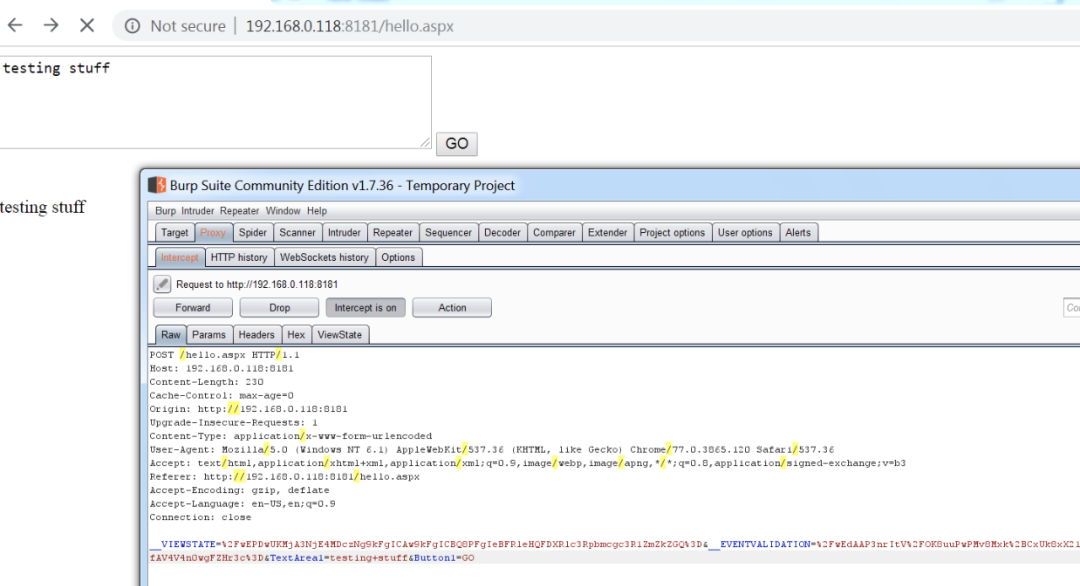 Not secure | 192.168.0.118:8181/hello.aspx
testing stuff
GO
testing stuff
Burp Suite Community Edition v1.7.36 - Temporary Project
Burp Intruder Repeater Window Help
Target Proxy Spider Scanner Intruder Repeater Sequencer Decoder Comparer Extender Project options User options Alerts
Intercept HTTP history WebSockets history Options
Request to http://192.168.0.118:8181
Forward Drop Intercept is on Action
Raw Params Headers Hex ViewState
POST /hello.aspx HTTP/1.1
Host: 192.168.0.118:8181
Content-Length: 230
Cache-Control: max-age=0
Origin: http://192.168.0.118:8181
Upgrade-Insecure-Requests: 1
Content-Type: application/x-www-form-urlencoded
User-Agent: Mozilla/5.0 (Windows NT 6.1) AppleWebKit/537.36 (KHTML, like Gecko) Chrome/77.0.3865.120 Safari/537.36
Accept: text/html,application/xhtml+xml,application/xml;q=0.9,image/webp,image/apng,*/*;q=0.8,application/signed-exchange;v=b3
Referer: http://192.168.0.118:8181/hello.aspx
Accept-Encoding: gzip, deflate
Accept-Language: en-US,en;q=0.9
Connection: close
__VIEWSTATE=%2FwEPDwUKMjA3NjE4MDczNg9kFgICAw9kFgICBQ8PFgIeBFRleHQFDXRlc3Rpbmcgc3R1ZmZkZGQ%3D&__EVENTVALIDATION=
&TextArea1=testing+stuff&Button1=GO